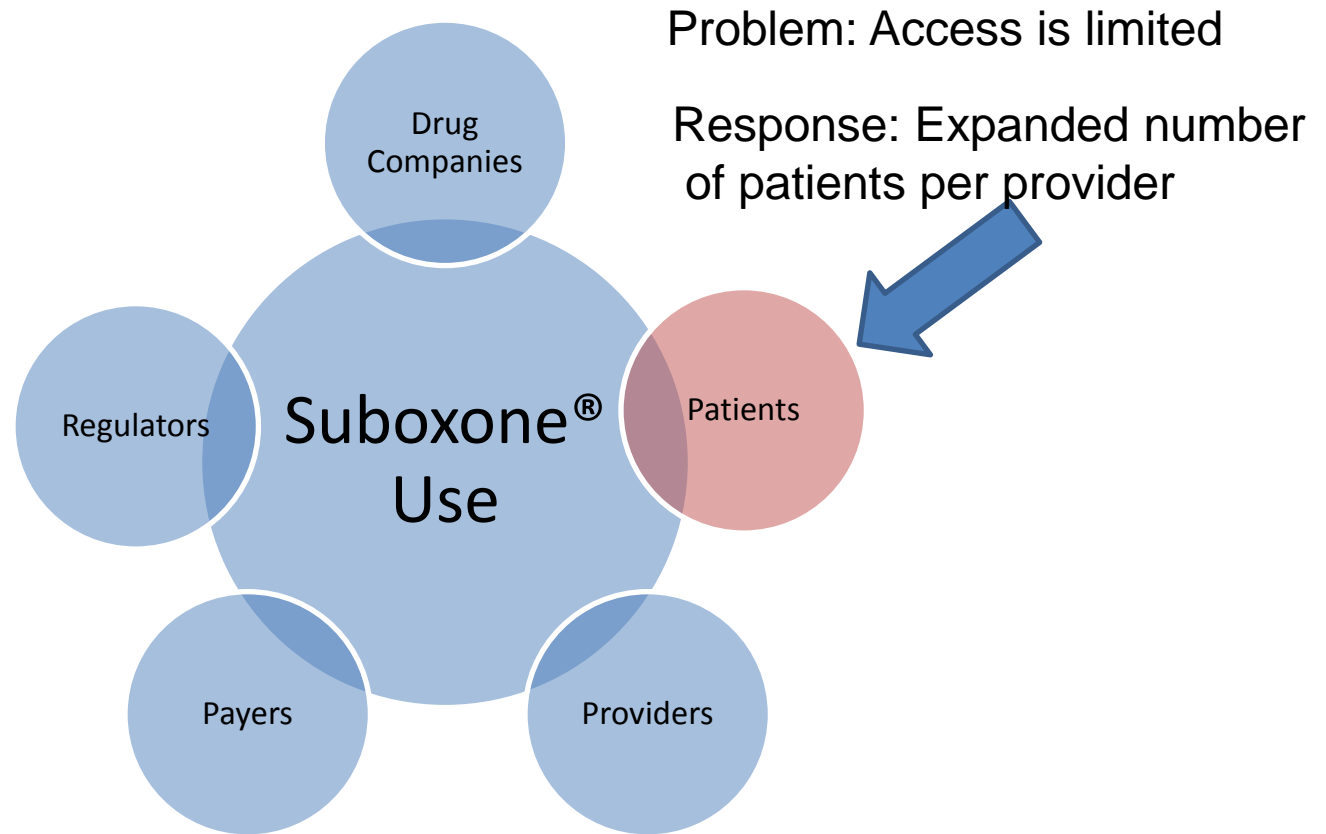 Problem: Access is limited
Response: Expanded number
of patients per provider
Drug
Companies
Regulators
Suboxone®
Use
Patients
Payers
Providers